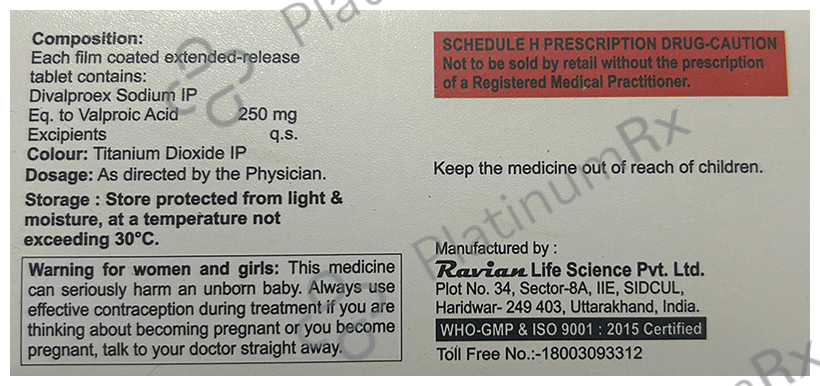 Composition:
Each film coated extended-release
tablet contains:
Divalproex Sodium IP
Eq. to Valproic Acid 250 mg
Excipients q.s.
Colour: Titanium Dioxide IP
Dosage: As directed by the Physician.
Storage : Store protected from light &
moisture, at a temperature not
exceeding 30°C.
Warning for women and girls: This medicine
can seriously harm an unborn baby. Always use
effective contraception during treatment if you are
thinking about becoming pregnant or you become
pregnant, talk to your doctor straight away.
SCHEDULE H PRESCRIPTION DRUG-CAUTION
Not to be sold by retail without the prescription
of a Registered Medical Practitioner.
Keep the medicine out of reach of children.
Manufactured by :
Ravian Life Science Pvt. Ltd.
Plot No. 34, Sector-8A, IIE, SIDCUL,
Haridwar- 249 403, Uttarakhand, India.
WHO-GMP & ISO 9001 : 2015 Certified
Toll Free No.:-18003093312
PlatinumRx
PlatinumRx